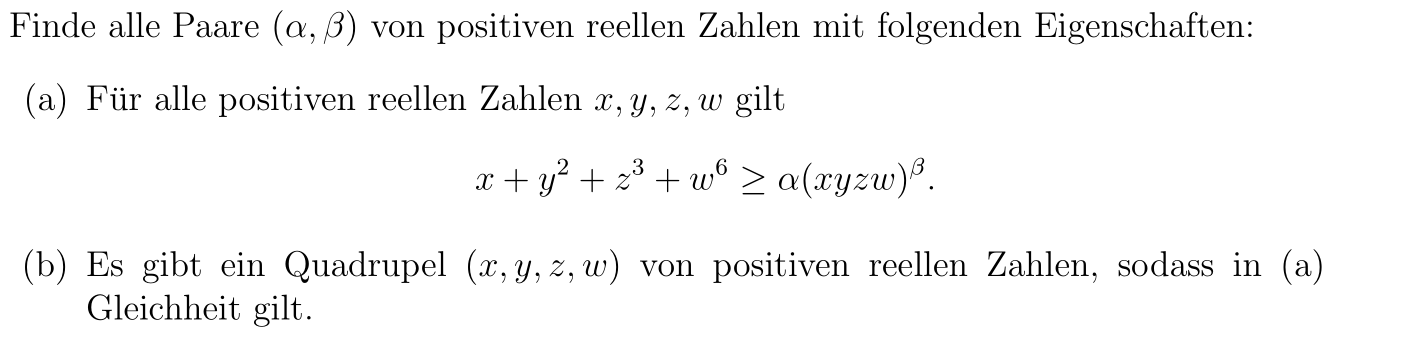 Finde alle Paare (α, β) von positiven reellen Zahlen mit folgenden Eigenschaften:
(a) Für alle positiven reellen Zahlen x, y, z, w gilt
x + y² + z³ + w⁶ ≥ α(xyzw)^β.
(b) Es gibt ein Quadrupel (x, y, z, w) von positiven reellen Zahlen, sodass in (a)
Gleichheit gilt.